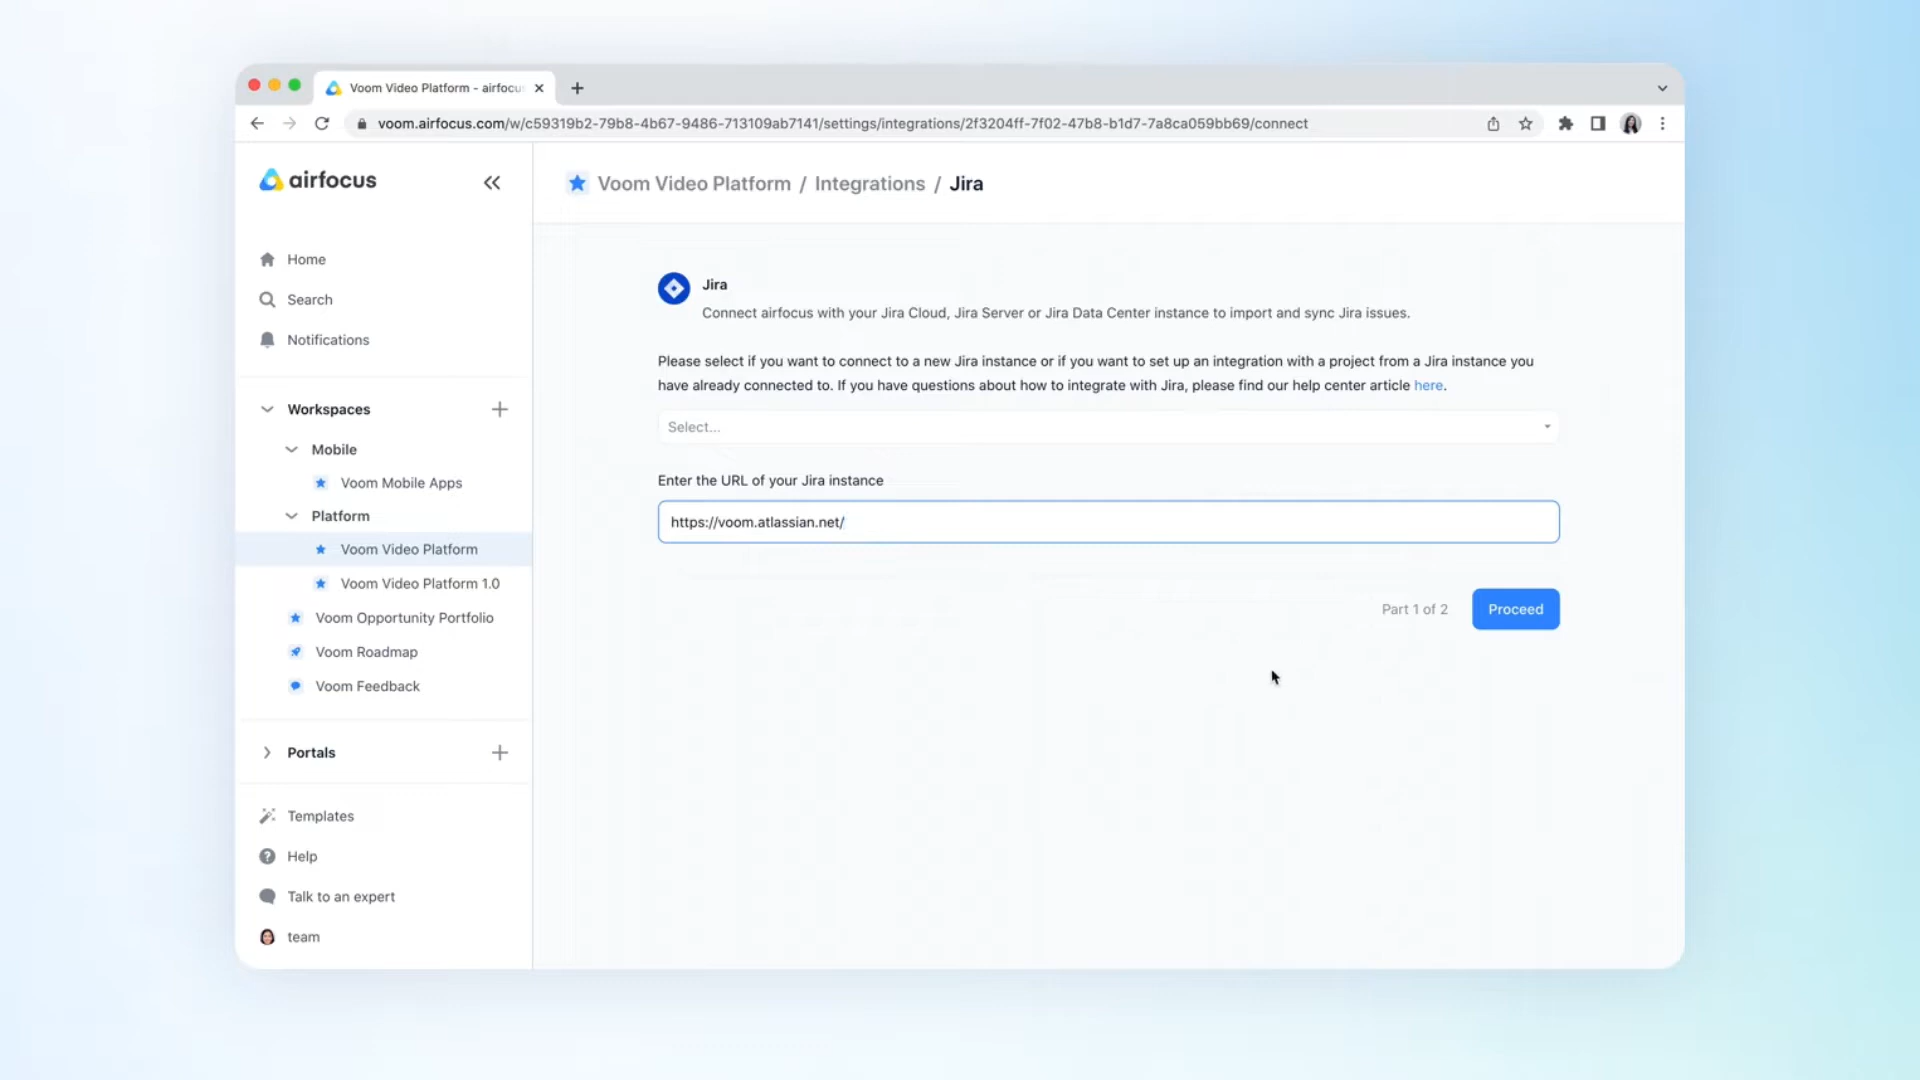 Voom Video Platform - airfocu
voom.airfocus.com/w/c59319b2-79b8-4b67-9486-713109ab7141/settings/integrations/2f3204ff-7f02-47b8-b1d7-7a8ca059bb69/connect
airfocus
Home
Search
Notifications
Workspaces
Mobile
Voom Mobile Apps
Platform
Voom Video Platform
Voom Video Platform 1.0
Voom Opportunity Portfolio
Voom Roadmap
Voom Feedback
Portals
Templates
Help
Talk to an expert
team
Voom Video Platform / Integrations / Jira
Jira
Connect airfocus with your Jira Cloud, Jira Server or Jira Data Center instance to import and sync Jira issues.
Please select if you want to connect to a new Jira instance or if you want to set up an integration with a project from a Jira instance you
have already connected to. If you have questions about how to integrate with Jira, please find our help center article here.
Select...
Enter the URL of your Jira instance
https://voom.atlassian.net/
Part 1 of 2
Proceed